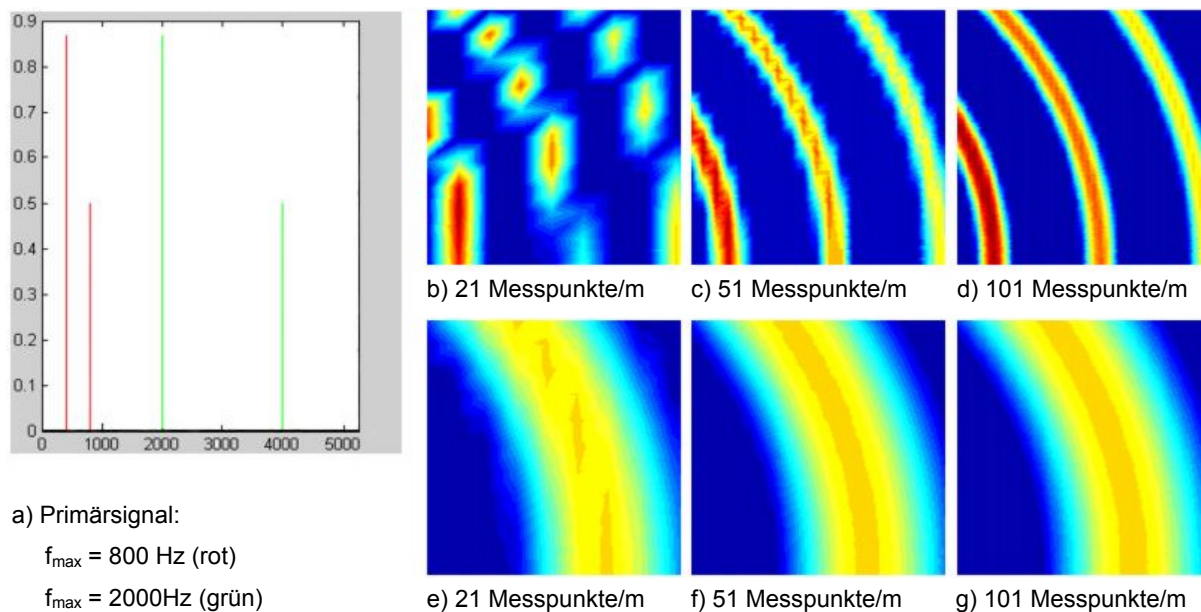 0.9
0.8
0.7
0.6
0.5
0.4
0.3
0.2
0.1
0
0 1000 2000 3000 4000 5000
b) 21 Messpunkte/m c) 51 Messpunkte/m d) 101 Messpunkte/m
a) Primärsignal:
fmax = 800 Hz (rot)
fmax = 2000Hz (grün)
e) 21 Messpunkte/m f) 51 Messpunkte/m g) 101 Messpunkte/m